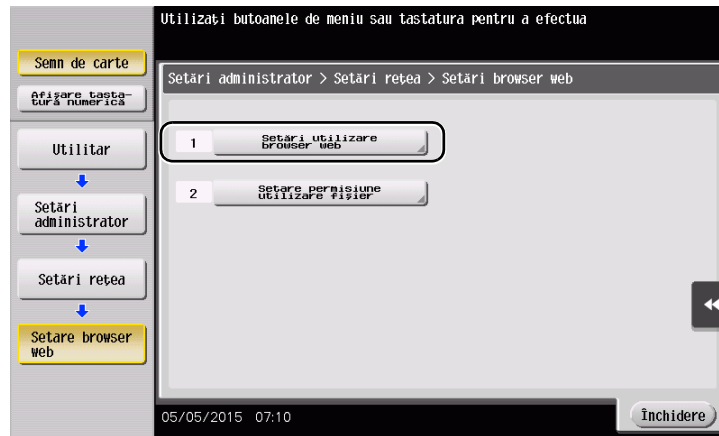 Utilizați butoanele de meniu sau tastatura pentru a efectua
Semn de carte
Afișare tasta-
tură numerică
Utilitar
Setări
administrator
Setări rețea
Setare browser
web
Setări administrator > Setări rețea > Setări browser web
1 Setări utilizare
browser web
2 Setare permisiune
utilizare fișier
05/05/2015 07:10
Închidere